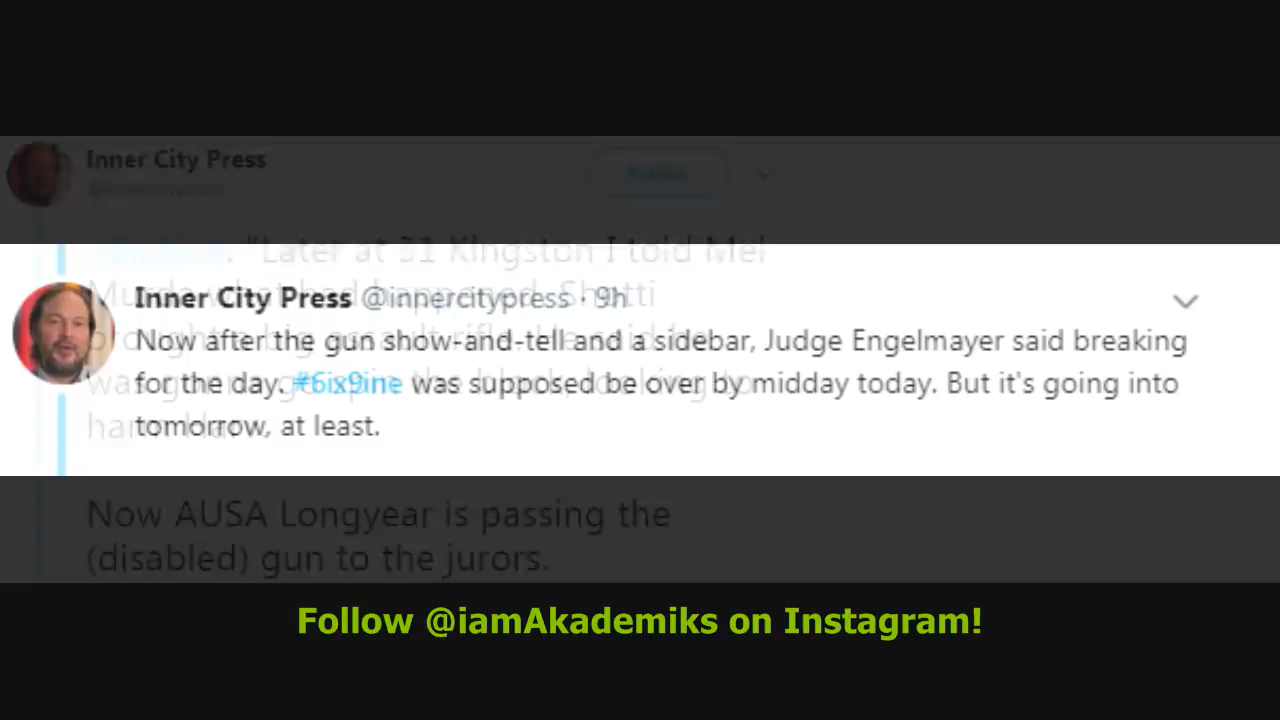 Inner City Press
"Later at 31 Kingston I told Mel
Inner City Press @innercitypress · 9h
Now after the gun show-and-tell and a sidebar, Judge Engelmayer said breaking
for the day. #6ix9ine was supposed be over by midday today. But it's going into
tomorrow, at least.
Now AUSA Longyear is passing the
(disabled) gun to the jurors.
Follow @iamAkademiks on Instagram!